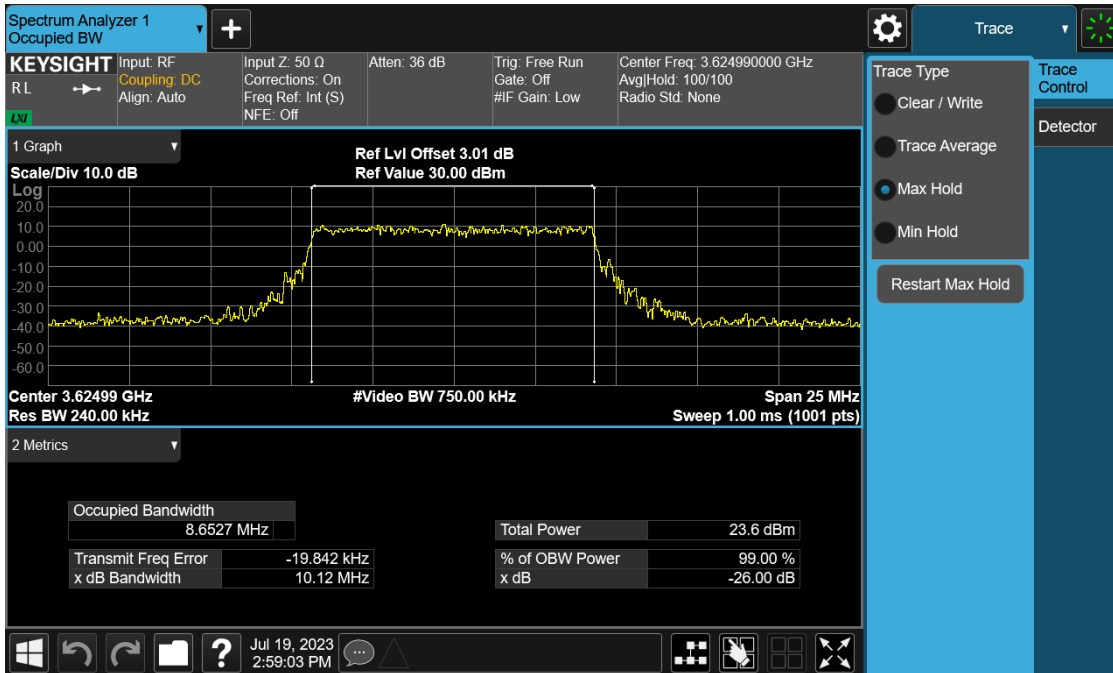 Spectrum Analyzer 1
Occupied BW
+
Trace
KEYSIGHT
R L
LXI
Input: RF
Coupling: DC
Align: Auto
Input Z: 50 Ω
Corrections: On
Freq Ref: Int (S)
NFE: Off
Atten: 36 dB
Trig: Free Run
Gate: Off
#IF Gain: Low
Center Freq: 3.624990000 GHz
Avg|Hold: 100/100
Radio Std: None
Trace Type
Clear / Write
Trace Average
Max Hold
Min Hold
Restart Max Hold
Trace
Control
Detector
1 Graph
Scale/Div 10.0 dB
Ref Lvl Offset 3.01 dB
Ref Value 30.00 dBm
Log
20.0
10.0
0.00
-10.0
-20.0
-30.0
-40.0
-50.0
-60.0
Center 3.62499 GHz
#Video BW 750.00 kHz
Span 25 MHz
Res BW 240.00 kHz
Sweep 1.00 ms (1001 pts)
2 Metrics
Occupied Bandwidth
8.6527 MHz
Total Power 23.6 dBm
Transmit Freq Error -19.842 kHz
% of OBW Power 99.00 %
x dB Bandwidth 10.12 MHz
x dB -26.00 dB
?
Jul 19, 2023
2:59:03 PM